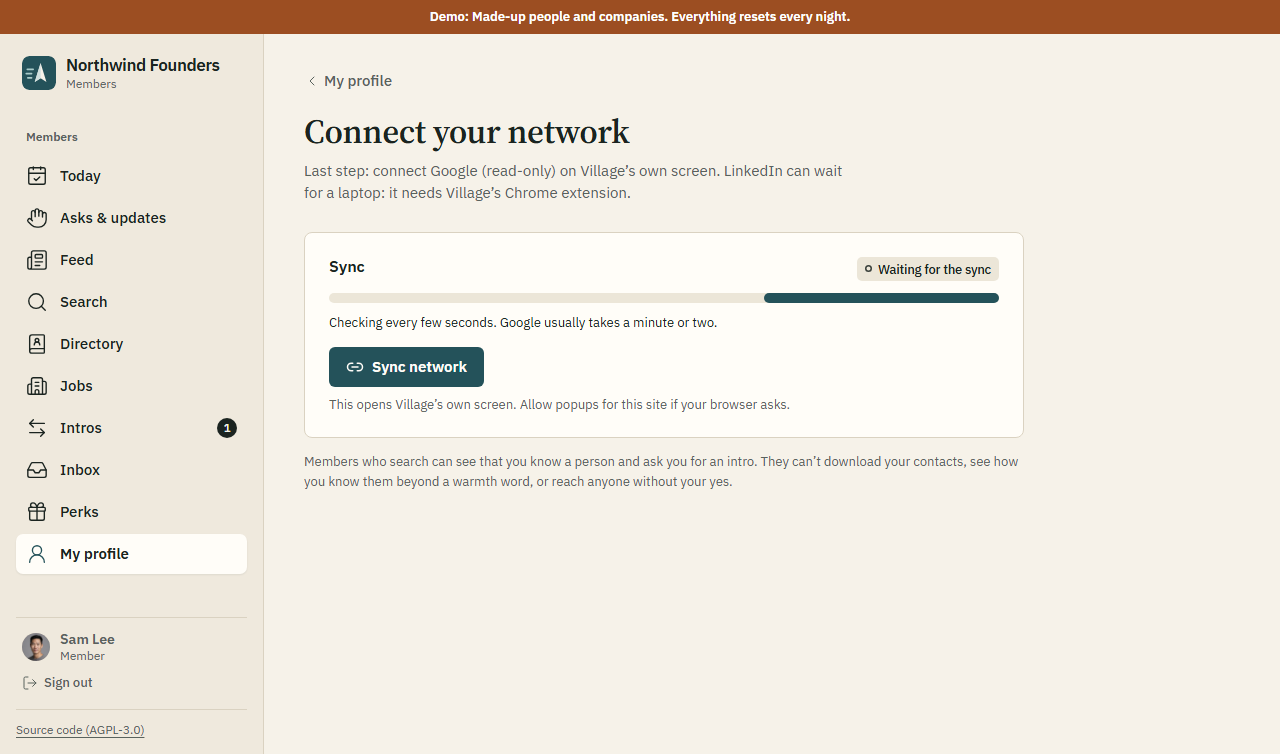 Demo: Made-up people and companies. Everything resets every night.
Northwind Founders
Members
Members
Today
Asks & updates
Feed
Search
Directory
Jobs
Intros 1
Inbox
Perks
My profile
Sam Lee
Member
Sign out
Source code (AGPL-3.0)
My profile
Connect your network
Last step: connect Google (read-only) on Village’s own screen. LinkedIn can wait
for a laptop: it needs Village’s Chrome extension.
Sync
Waiting for the sync
Checking every few seconds. Google usually takes a minute or two.
Sync network
This opens Village’s own screen. Allow popups for this site if your browser asks.
Members who search can see that you know a person and ask you for an intro. They can’t download your contacts, see how
you know them beyond a warmth word, or reach anyone without your yes.